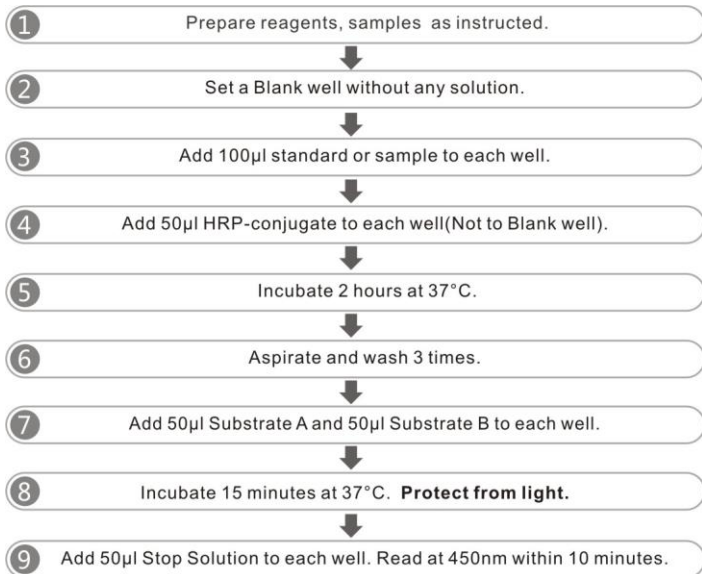 1 Prepare reagents, samples as instructed.
2 Set a Blank well without any solution.
3 Add 100μl standard or sample to each well.
4 Add 50μl HRP-conjugate to each well(Not to Blank well).
5 Incubate 2 hours at 37°C.
6 Aspirate and wash 3 times.
7 Add 50μl Substrate A and 50μl Substrate B to each well.
8 Incubate 15 minutes at 37°C. Protect from light.
9 Add 50μl Stop Solution to each well. Read at 450nm within 10 minutes.